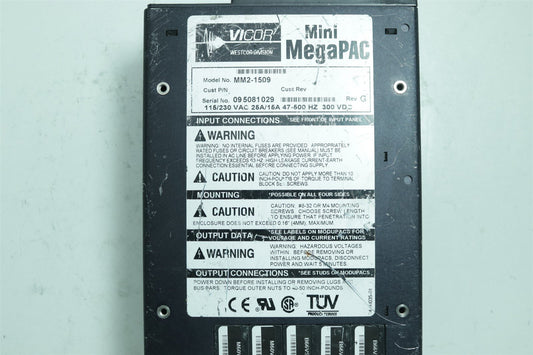 VICOR
WESTCOR DIVISION
Mini
MegaPAC
Model No. MM2-1509
Cust P/N Cust Rev
Serial No. 095081029 Rev G
115/230 VAC 25A/15A 47-500 HZ 300 VDC
INPUT CONNECTIONS *SEE FRONT OF INPUT PANEL
WARNING
WARNING: NO INTERNAL FUSES ARE PROVIDED. APPROPRIATELY
RATED FUSES OR CIRCUIT BREAKERS (SEE MANUAL) MUST BE
INSTALLED IN AC LINE BEFORE APPLYING POWER. IF INPUT
FREQUENCY EXCEEDS 63 HZ, HIGH LEAKAGE CURRENT-EARTH
CONNECTION ESSENTIAL BEFORE CONNECTING SUPPLY.
CAUTION CAUTION: DO NOT APPLY MORE THAN 10
INCH-POUNDS OF TORQUE TO TERMINAL
BLOCK SCREWS
MOUNTING *POSSIBLE ON ALL FOUR SIDES
CAUTION CAUTION: #8-32 OR M4 MOUNTING
SCREWS. CHOOSE SCREW LENGTH
TO ENSURE THAT PENETRATION INTO
ENCLOSURE DOES NOT EXCEED 0.16" (4MM), MAXIMUM
OUTPUT DATA *SEE LABELS ON MODUPACS FOR
VOLTAGE AND CURRENT RATINGS
WARNING WARNING: HAZARDOUS VOLTAGES
WITHIN. BEFORE REMOVING OR
INSTALLING MODUPACS, DISCONNECT
POWER AND WAIT 5 MINUTES.
OUTPUT CONNECTIONS *SEE STUDS ON MODUPACS
POWER DOWN BEFORE INSTALLING OR REMOVING LUGS
BUS BARS. TORQUE OUTER NUTS TO INCH-POUNDS.
CE UL SA TÜV
PRODUCT SERVICE